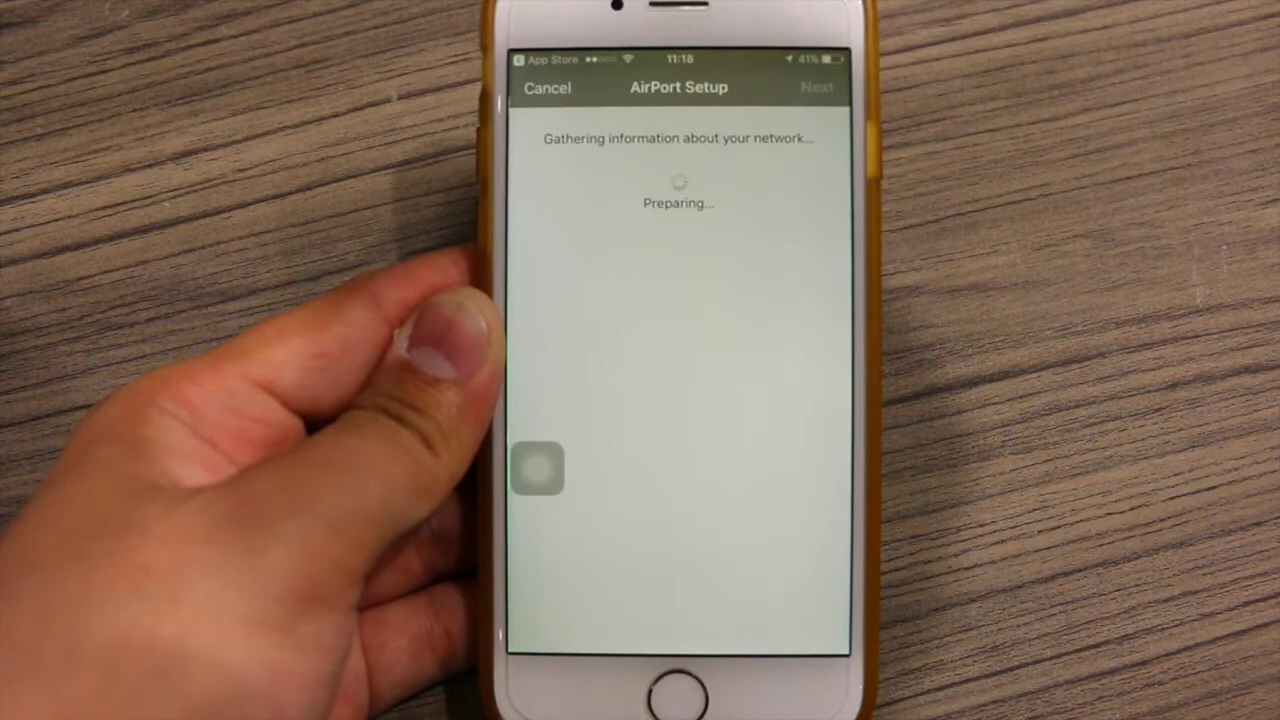 App Store 11:18 41%
Cancel AirPort Setup Next
Gathering information about your network...
Preparing...